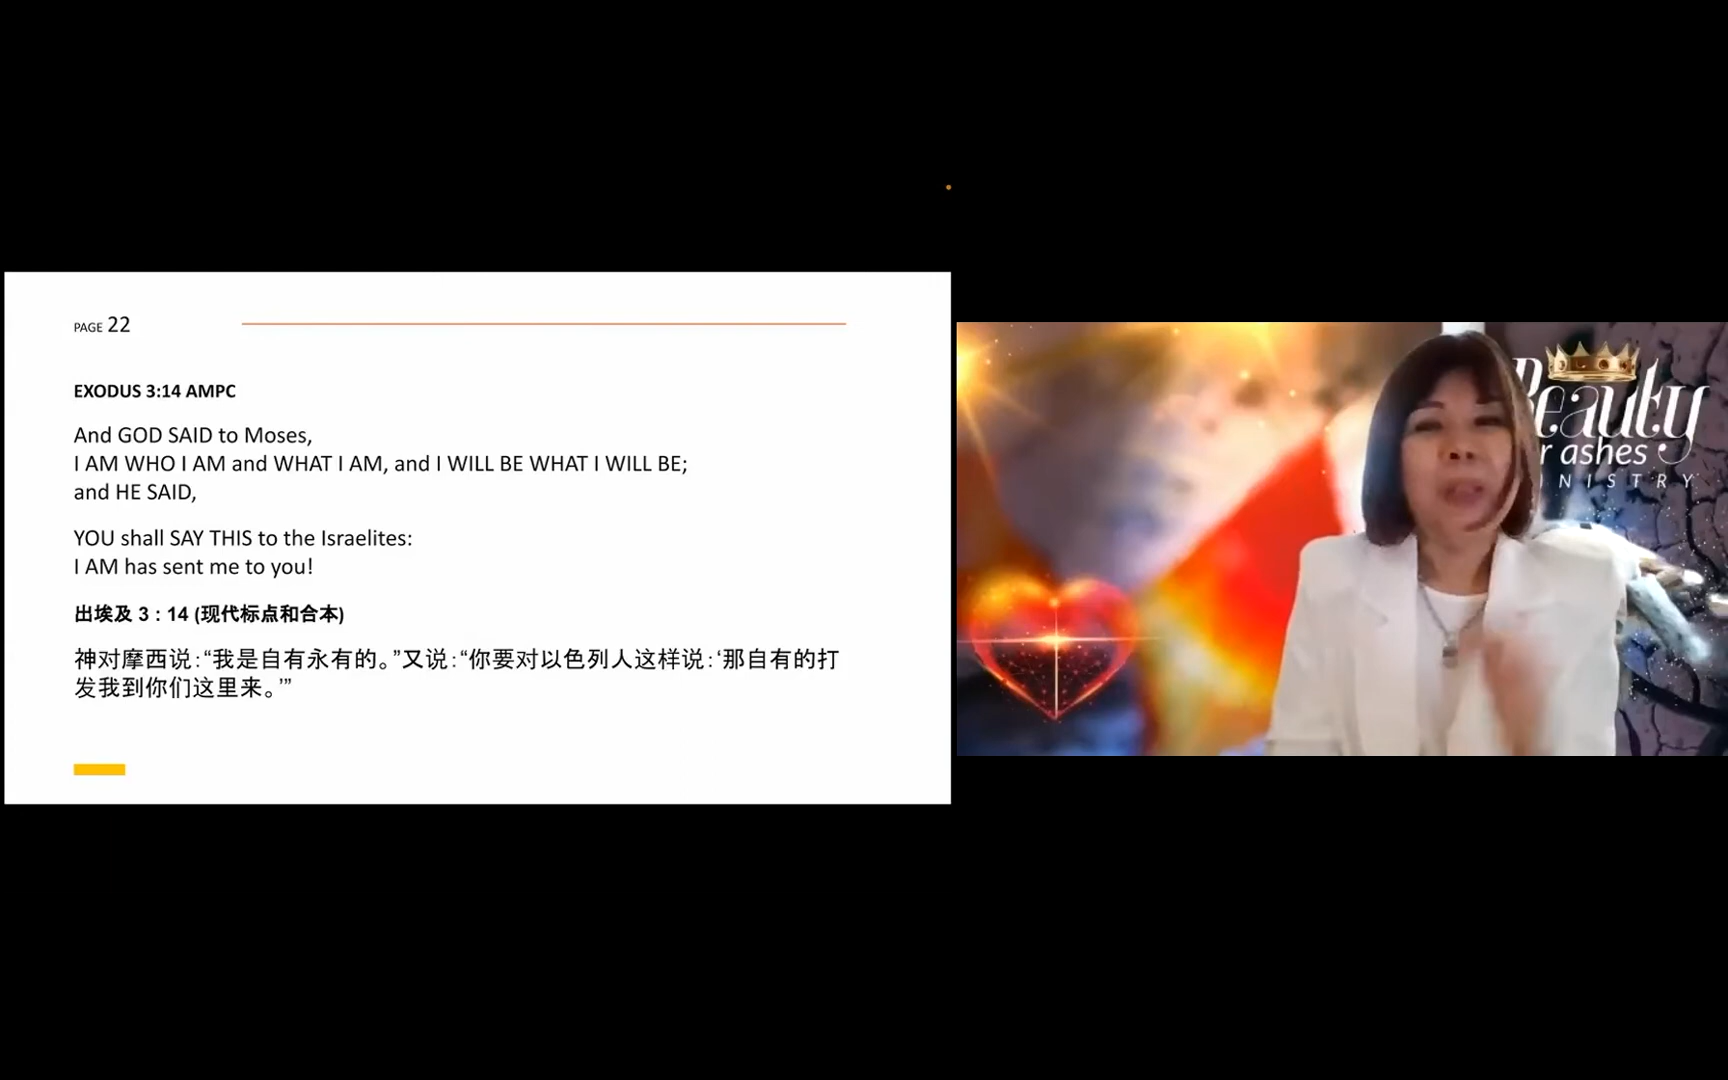 PAGE 22
EXODUS 3:14 AMPC
And GOD SAID to Moses,
I AM WHO I AM and WHAT I AM, and I WILL BE WHAT I WILL BE;
and HE SAID,
YOU shall SAY THIS to the Israelites:
I AM has sent me to you!
出埃及 3：14 (现代标点和合本)
神对摩西说：“我是自有永有的。”又说：“你要对以色列人这样说：‘那自有的打
发我到你们这里来。’”
Beauty
r ashes
INISTRY